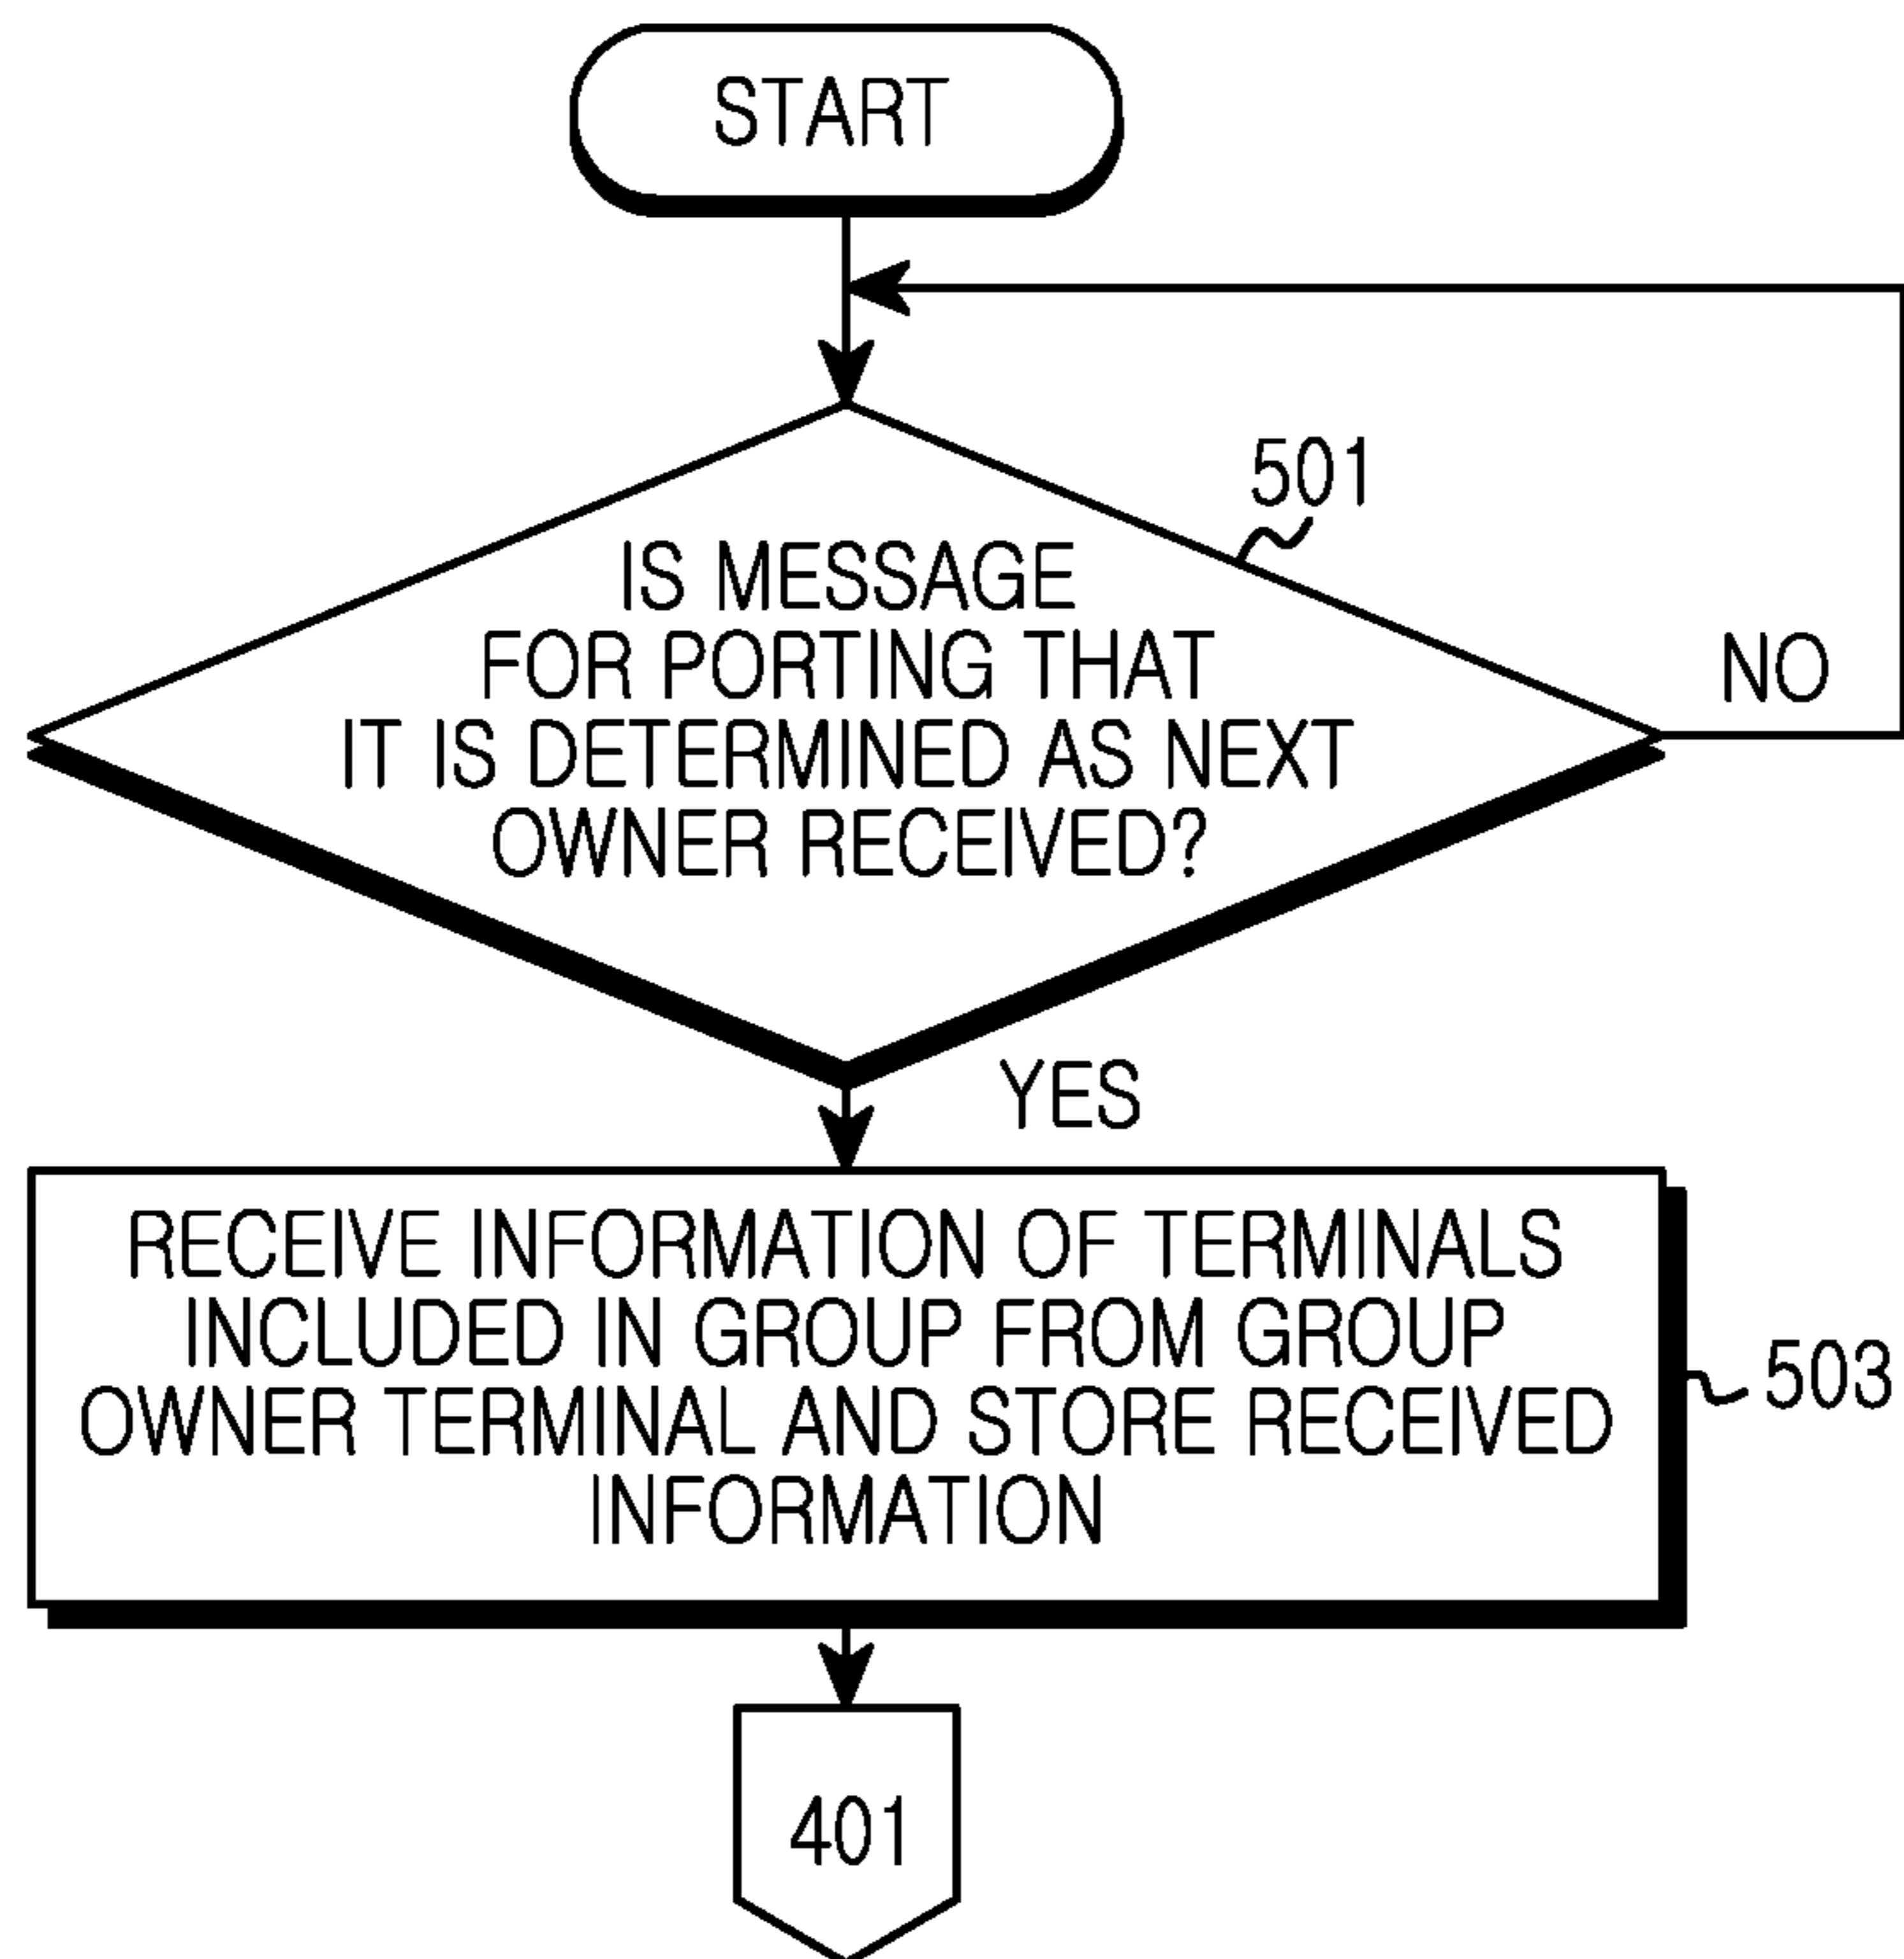 START
501
IS MESSAGE
FOR PORTING THAT
IT IS DETERMINED AS NEXT
OWNER RECEIVED?
NO
YES
RECEIVE INFORMATION OF TERMINALS
INCLUDED IN GROUP FROM GROUP
OWNER TERMINAL AND STORE RECEIVED
INFORMATION
503
401